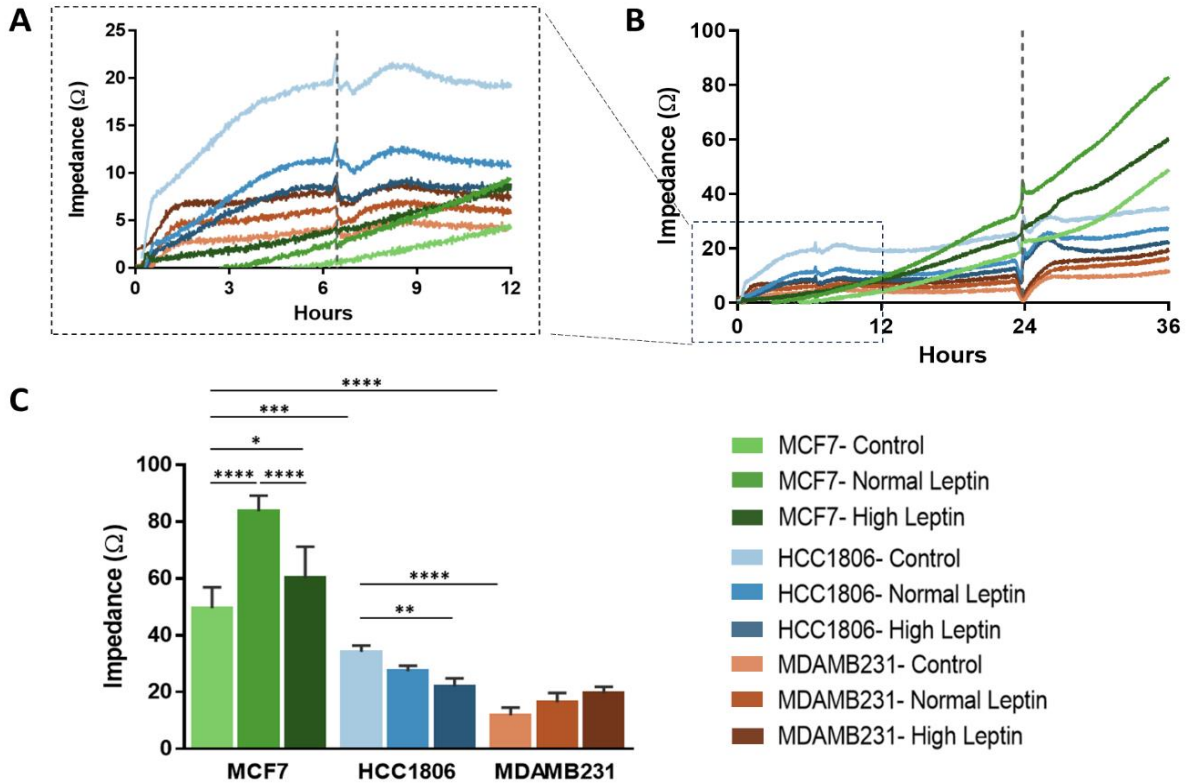 A
Impedance (Ω)
25
20
15
10
5
0
0 3 6 9 12
Hours
B
Impedance (Ω)
100
80
60
40
20
0
0 12 24 36
Hours
C
****
***
*
**** ****
****
**
Impedance (Ω)
100
80
60
40
20
0
MCF7 HCC1806 MDAMB231
MCF7- Control
MCF7- Normal Leptin
MCF7- High Leptin
HCC1806- Control
HCC1806- Normal Leptin
HCC1806- High Leptin
MDAMB231- Control
MDAMB231- Normal Leptin
MDAMB231- High Leptin